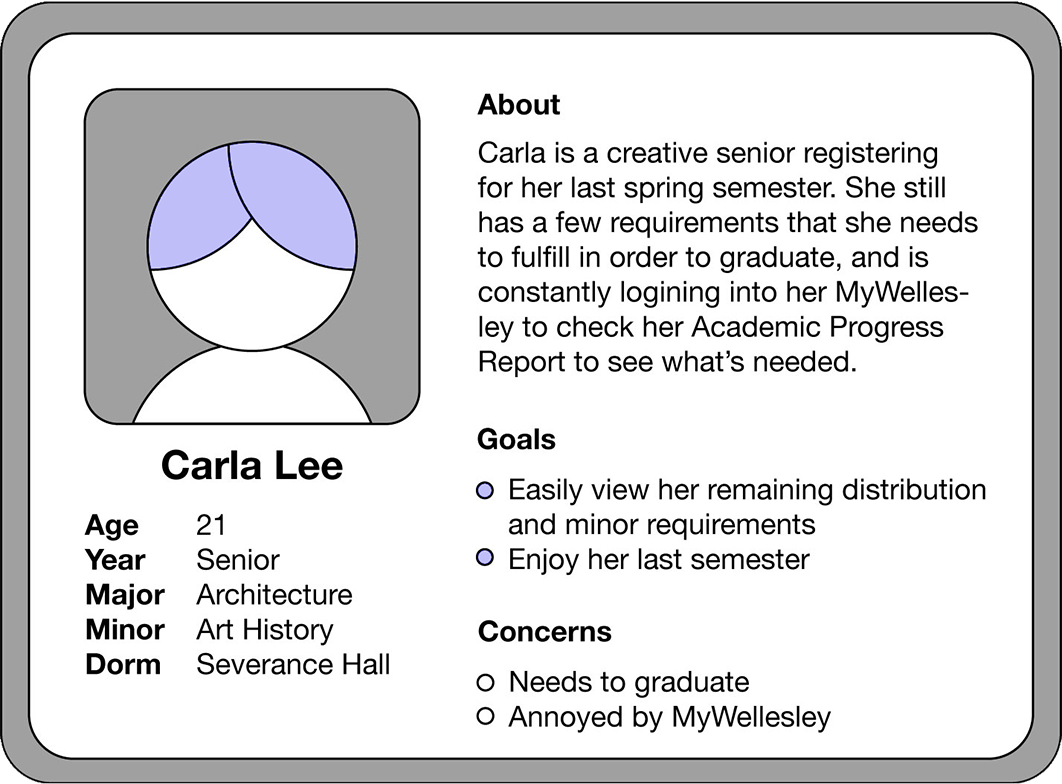 Carla Lee
Age 21
Year Senior
Major Architecture
Minor Art History
Dorm Severance Hall
About
Carla is a creative senior registering
for her last spring semester. She still
has a few requirements that she needs
to fulfill in order to graduate, and is
constantly logining into her MyWelles-
ley to check her Academic Progress
Report to see what’s needed.
Goals
Easily view her remaining distribution
and minor requirements
Enjoy her last semester
Concerns
Needs to graduate
Annoyed by MyWellesley